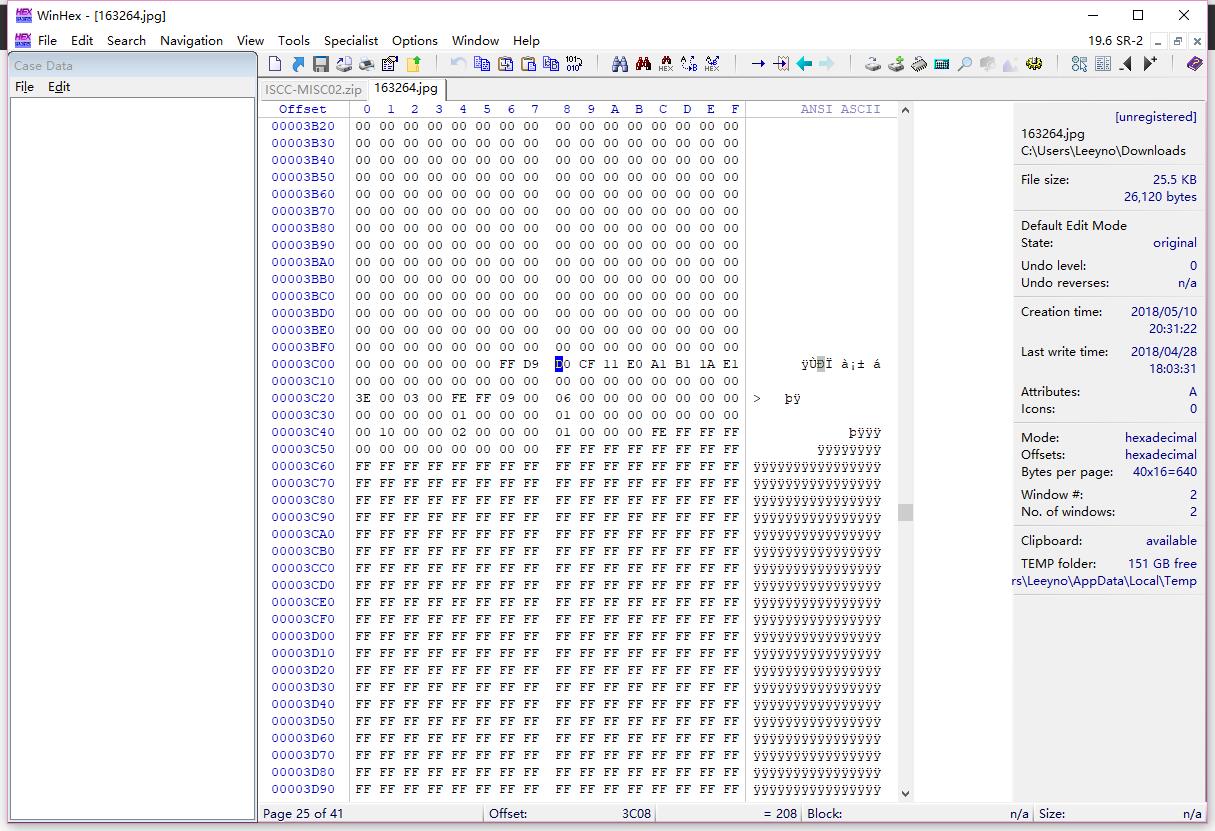 WinHex - [163264.jpg]
File Edit Search Navigation View Tools Specialist Options Window Help 19.6 SR-2
Case Data
File Edit
ISCC-MISC02.zip 163264.jpg
Offset 0 1 2 3 4 5 6 7 8 9 A B C D E F ANSI ASCII
00003B20 00 00 00 00 00 00 00 00 00 00 00 00 00 00 00 00
00003B30 00 00 00 00 00 00 00 00 00 00 00 00 00 00 00 00
00003B40 00 00 00 00 00 00 00 00 00 00 00 00 00 00 00 00
00003B50 00 00 00 00 00 00 00 00 00 00 00 00 00 00 00 00
00003B60 00 00 00 00 00 00 00 00 00 00 00 00 00 00 00 00
00003B70 00 00 00 00 00 00 00 00 00 00 00 00 00 00 00 00
00003B80 00 00 00 00 00 00 00 00 00 00 00 00 00 00 00 00
00003B90 00 00 00 00 00 00 00 00 00 00 00 00 00 00 00 00
00003BA0 00 00 00 00 00 00 00 00 00 00 00 00 00 00 00 00
00003BB0 00 00 00 00 00 00 00 00 00 00 00 00 00 00 00 00
00003BC0 00 00 00 00 00 00 00 00 00 00 00 00 00 00 00 00
00003BD0 00 00 00 00 00 00 00 00 00 00 00 00 00 00 00 00
00003BE0 00 00 00 00 00 00 00 00 00 00 00 00 00 00 00 00
00003BF0 00 00 00 00 00 00 00 00 00 00 00 00 00 00 00 00
00003C00 00 00 00 00 00 00 FF D9 D0 CF 11 E0 A1 B1 1A E1 ÿÙÐÏ à¡± á
00003C10 00 00 00 00 00 00 00 00 00 00 00 00 00 00 00 00
00003C20 3E 00 03 00 FE FF 09 00 06 00 00 00 00 00 00 00 > þÿ
00003C30 00 00 00 00 01 00 00 00 01 00 00 00 00 00 00 00
00003C40 00 10 00 00 02 00 00 00 01 00 00 00 FE FF FF FF þÿÿÿ
00003C50 00 00 00 00 00 00 00 00 FF FF FF FF FF FF FF FF ÿÿÿÿÿÿÿÿ
00003C60 FF FF FF FF FF FF FF FF FF FF FF FF FF FF FF FF ÿÿÿÿÿÿÿÿÿÿÿÿÿÿÿÿ
00003C70 FF FF FF FF FF FF FF FF FF FF FF FF FF FF FF FF ÿÿÿÿÿÿÿÿÿÿÿÿÿÿÿÿ
00003C80 FF FF FF FF FF FF FF FF FF FF FF FF FF FF FF FF ÿÿÿÿÿÿÿÿÿÿÿÿÿÿÿÿ
00003C90 FF FF FF FF FF FF FF FF FF FF FF FF FF FF FF FF ÿÿÿÿÿÿÿÿÿÿÿÿÿÿÿÿ
00003CA0 FF FF FF FF FF FF FF FF FF FF FF FF FF FF FF FF ÿÿÿÿÿÿÿÿÿÿÿÿÿÿÿÿ
00003CB0 FF FF FF FF FF FF FF FF FF FF FF FF FF FF FF FF ÿÿÿÿÿÿÿÿÿÿÿÿÿÿÿÿ
00003CC0 FF FF FF FF FF FF FF FF FF FF FF FF FF FF FF FF ÿÿÿÿÿÿÿÿÿÿÿÿÿÿÿÿ
00003CD0 FF FF FF FF FF FF FF FF FF FF FF FF FF FF FF FF ÿÿÿÿÿÿÿÿÿÿÿÿÿÿÿÿ
00003CE0 FF FF FF FF FF FF FF FF FF FF FF FF FF FF FF FF ÿÿÿÿÿÿÿÿÿÿÿÿÿÿÿÿ
00003CF0 FF FF FF FF FF FF FF FF FF FF FF FF FF FF FF FF ÿÿÿÿÿÿÿÿÿÿÿÿÿÿÿÿ
00003D00 FF FF FF FF FF FF FF FF FF FF FF FF FF FF FF FF ÿÿÿÿÿÿÿÿÿÿÿÿÿÿÿÿ
00003D10 FF FF FF FF FF FF FF FF FF FF FF FF FF FF FF FF ÿÿÿÿÿÿÿÿÿÿÿÿÿÿÿÿ
00003D20 FF FF FF FF FF FF FF FF FF FF FF FF FF FF FF FF ÿÿÿÿÿÿÿÿÿÿÿÿÿÿÿÿ
00003D30 FF FF FF FF FF FF FF FF FF FF FF FF FF FF FF FF ÿÿÿÿÿÿÿÿÿÿÿÿÿÿÿÿ
00003D40 FF FF FF FF FF FF FF FF FF FF FF FF FF FF FF FF ÿÿÿÿÿÿÿÿÿÿÿÿÿÿÿÿ
00003D50 FF FF FF FF FF FF FF FF FF FF FF FF FF FF FF FF ÿÿÿÿÿÿÿÿÿÿÿÿÿÿÿÿ
00003D60 FF FF FF FF FF FF FF FF FF FF FF FF FF FF FF FF ÿÿÿÿÿÿÿÿÿÿÿÿÿÿÿÿ
00003D70 FF FF FF FF FF FF FF FF FF FF FF FF FF FF FF FF ÿÿÿÿÿÿÿÿÿÿÿÿÿÿÿÿ
00003D80 FF FF FF FF FF FF FF FF FF FF FF FF FF FF FF FF ÿÿÿÿÿÿÿÿÿÿÿÿÿÿÿÿ
00003D90 FF FF FF FF FF FF FF FF FF FF FF FF FF FF FF FF ÿÿÿÿÿÿÿÿÿÿÿÿÿÿÿÿ
[unregistered]
163264.jpg
C:\Users\Leeyno\Downloads
File size: 25.5 KB
26,120 bytes
Default Edit Mode
State: original
Undo level: 0
Undo reverses: n/a
Creation time: 2018/05/10
20:31:22
Last write time: 2018/04/28
18:03:31
Attributes: A
Icons: 0
Mode: hexadecimal
Offsets: hexadecimal
Bytes per page: 40x16=640
Window #: 2
No. of windows: 2
Clipboard: available
TEMP folder: 151 GB free
rs\Leeyno\AppData\Local\Temp
Page 25 of 41 Offset: 3C08 = 208 Block: n/a Size: n/a